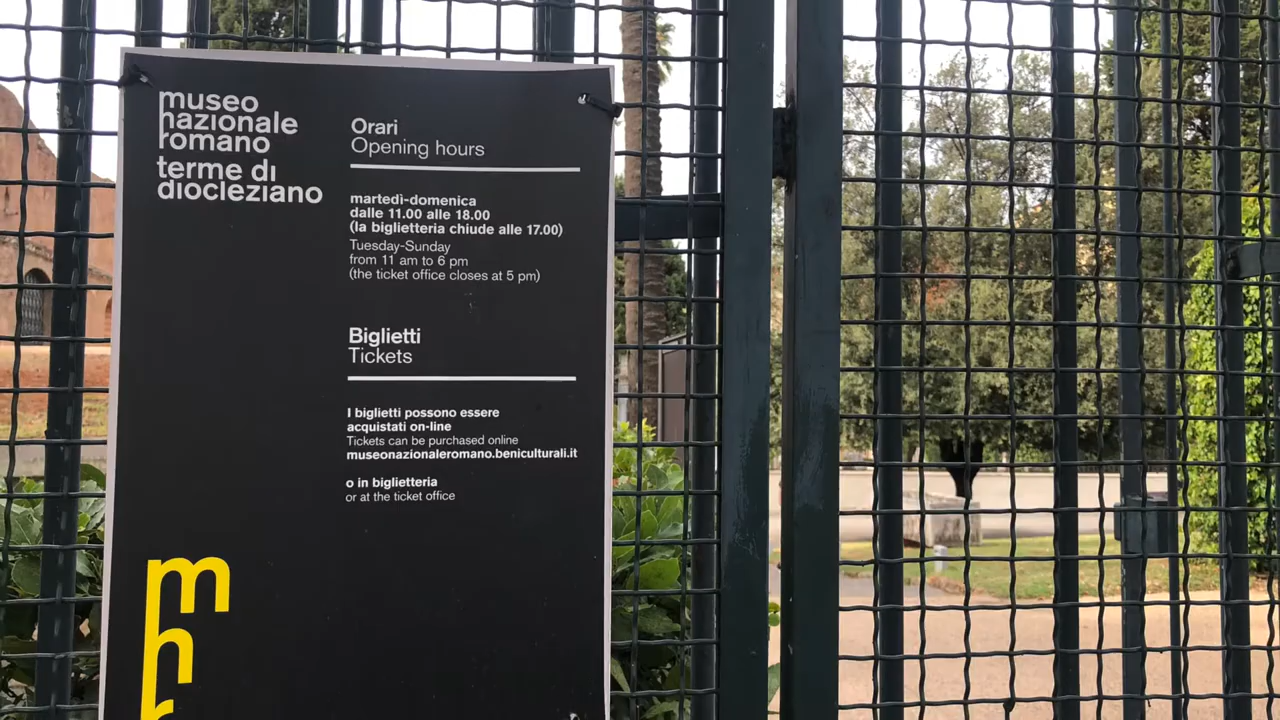 museo
nazionale
romano
terme di
diocleziano
Orari
Opening hours
martedì-domenica
dalle 11.00 alle 18.00
(la biglietteria chiude alle 17.00)
Tuesday-Sunday
from 11 am to 6 pm
(the ticket office closes at 5 pm)
Biglietti
Tickets
I biglietti possono essere
acquistati on-line
Tickets can be purchased online
museonazionaleromano.beniculturali.it
o in biglietteria
or at the ticket office
m
n
r